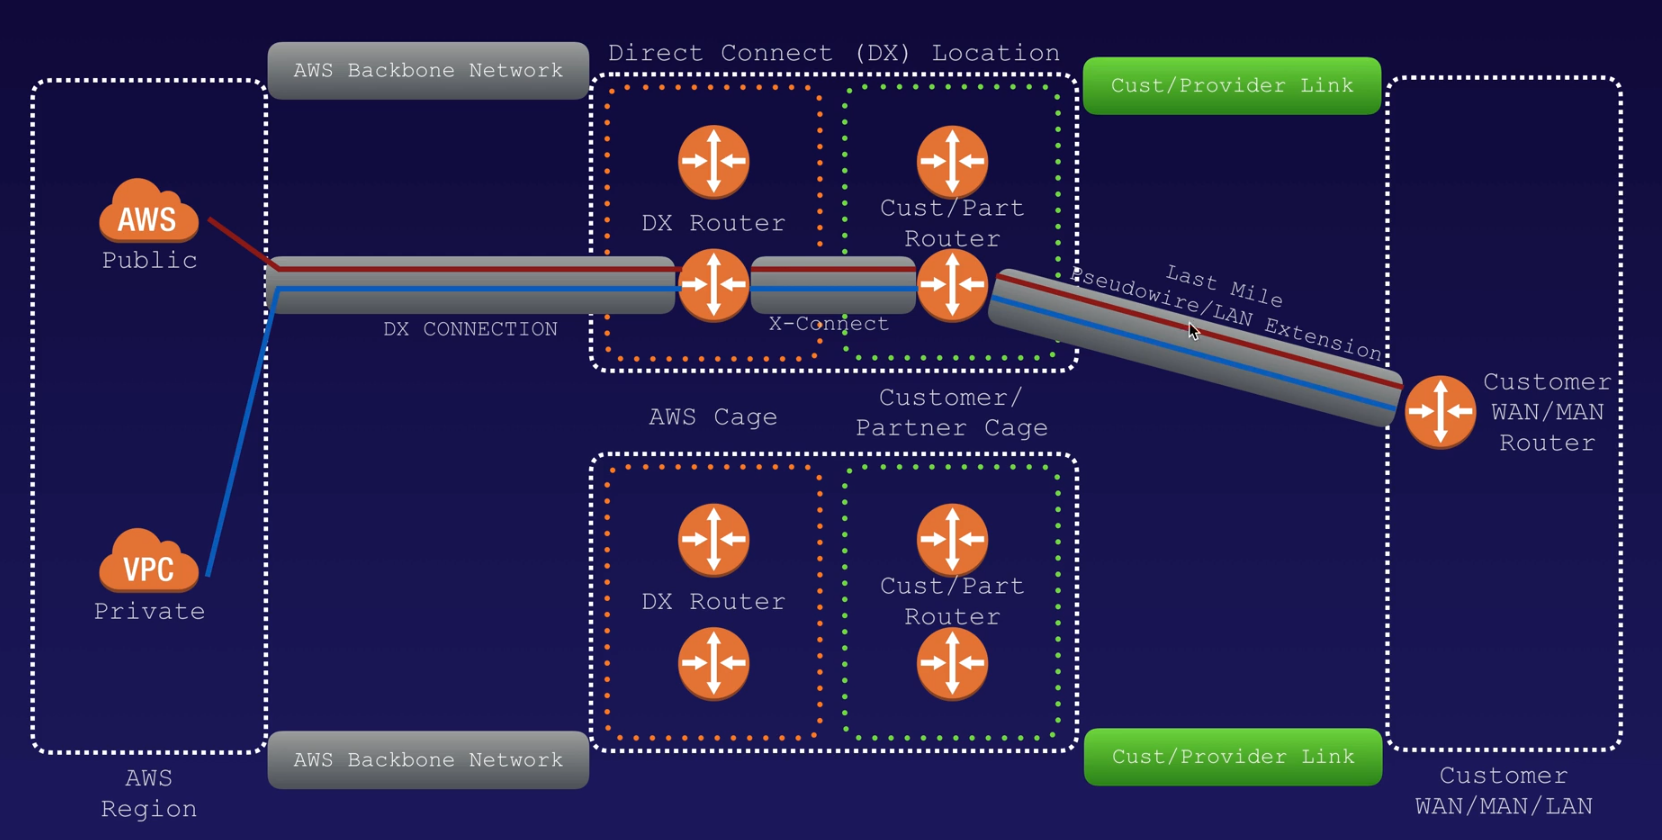 Direct Connect (DX) Location
AWS Backbone Network
Cust/Provider Link
AWS
Public
DX Router
Cust/Part
Router
DX CONNECTION
X-Connect
Last Mile
Pseudowire/LAN Extension
Customer
WAN/MAN
Router
AWS Cage
Customer/
Partner Cage
VPC
Private
DX Router
Cust/Part
Router
AWS Backbone Network
Cust/Provider Link
AWS
Region
Customer
WAN/MAN/LAN